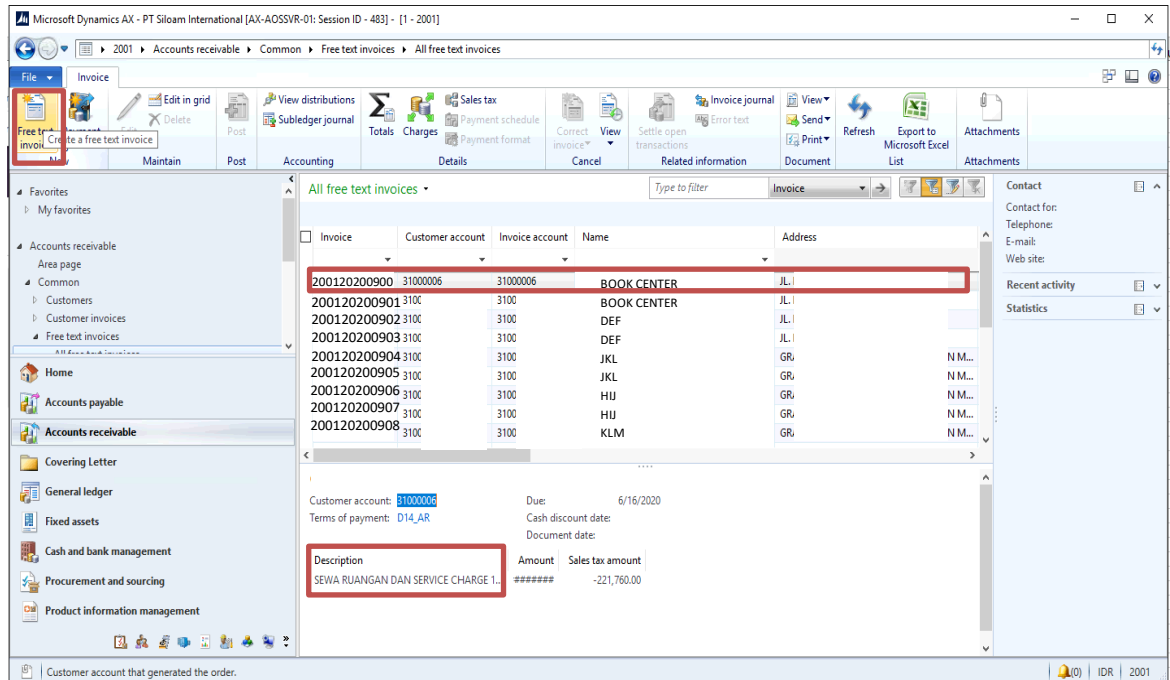 Microsoft Dynamics AX - PT Siloam International [AX-AOSSVR-01: Session ID - 483] - [1 - 2001]
2001 Accounts receivable Common Free text invoices All free text invoices
File Invoice
Free text invoice
Create a free text invoice
Edit in grid
Delete
Post
View distributions
Subledger journal
Totals
Charges
Sales tax
Payment schedule
Payment format
Correct invoice
View
Settle open transactions
Invoice journal
Error text
View
Send
Print
Refresh
Export to Microsoft Excel
Attachments
Maintain Post Accounting Details Cancel Related information Document List Attachments
Favorites
My favorites
Accounts receivable
Area page
Common
Customers
Customer invoices
Free text invoices
All free text invoices
Home
Accounts payable
Accounts receivable
Covering Letter
General ledger
Fixed assets
Cash and bank management
Procurement and sourcing
Product information management
All free text invoices
Type to filter
Invoice
Invoice Customer account Invoice account Name Address
200120200900 31000006 31000006 BOOK CENTER JL.
200120200901 3100 3100 BOOK CENTER JL.
200120200902 3100 3100 DEF JL.
200120200903 3100 3100 DEF JL.
200120200904 3100 3100 JKL GR N M...
200120200905 3100 3100 JKL GR N M...
200120200906 3100 3100 HIJ GR N M...
200120200907 3100 3100 HIJ GR N M...
200120200908 3100 3100 KLM GR N M...
Customer account: 31000006 Due: 6/16/2020
Terms of payment: D14_AR Cash discount date:
Document date:
Description Amount Sales tax amount
SEWA RUANGAN DAN SERVICE CHARGE 1... ####### -221,760.00
Contact
Contact for:
Telephone:
E-mail:
Web site:
Recent activity
Statistics
Customer account that generated the order.
(0) IDR 2001